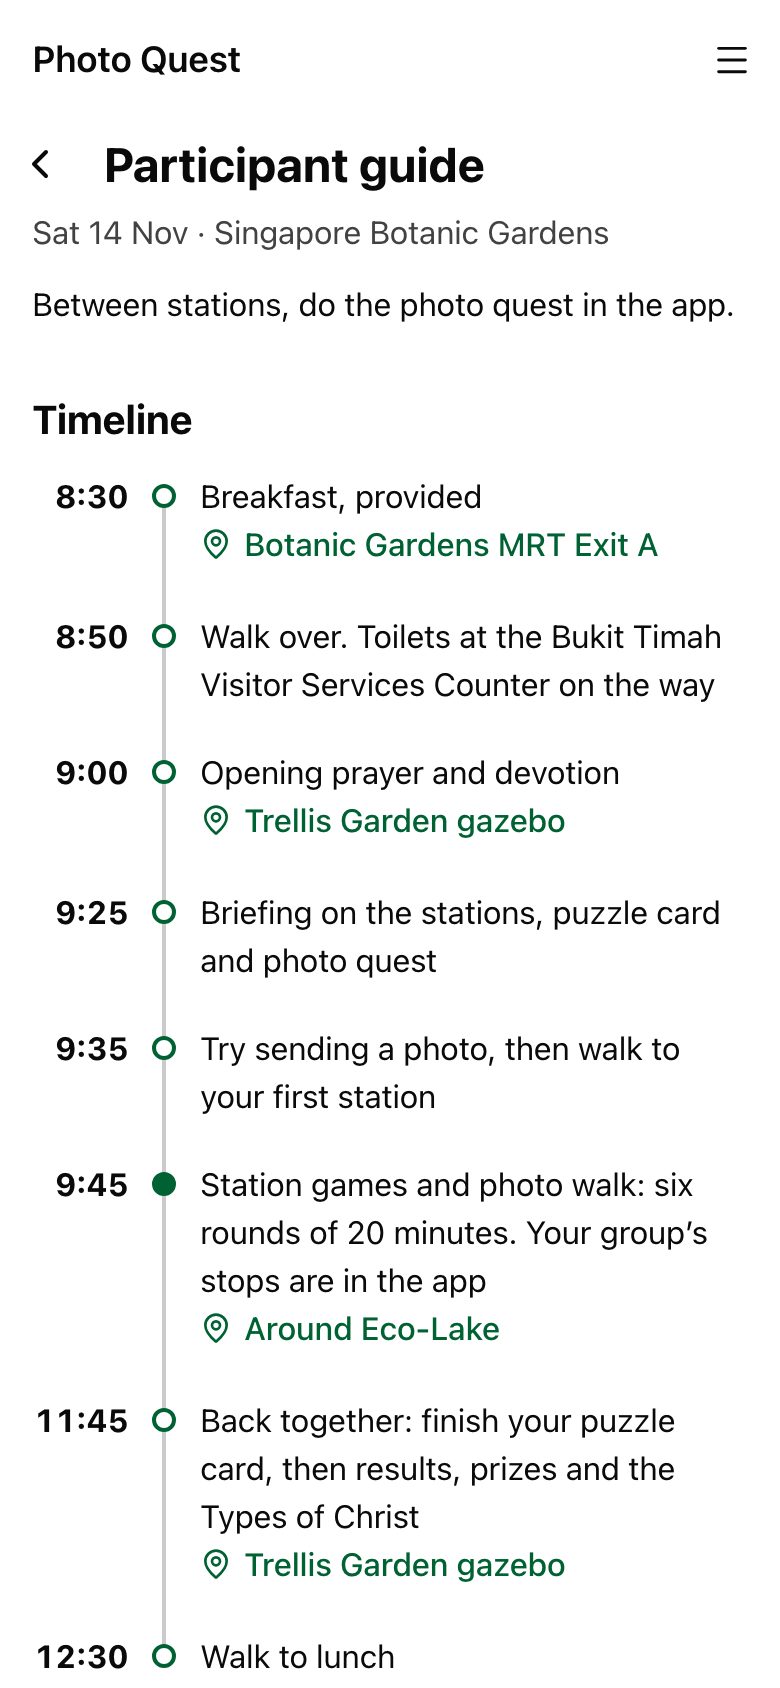 Photo Quest
Participant guide
Sat 14 Nov · Singapore Botanic Gardens
Between stations, do the photo quest in the app.
Timeline
8:30 Breakfast, provided
Botanic Gardens MRT Exit A
8:50 Walk over. Toilets at the Bukit Timah
Visitor Services Counter on the way
9:00 Opening prayer and devotion
Trellis Garden gazebo
9:25 Briefing on the stations, puzzle card
and photo quest
9:35 Try sending a photo, then walk to
your first station
9:45 Station games and photo walk: six
rounds of 20 minutes. Your group’s
stops are in the app
Around Eco-Lake
11:45 Back together: finish your puzzle
card, then results, prizes and the
Types of Christ
Trellis Garden gazebo
12:30 Walk to lunch